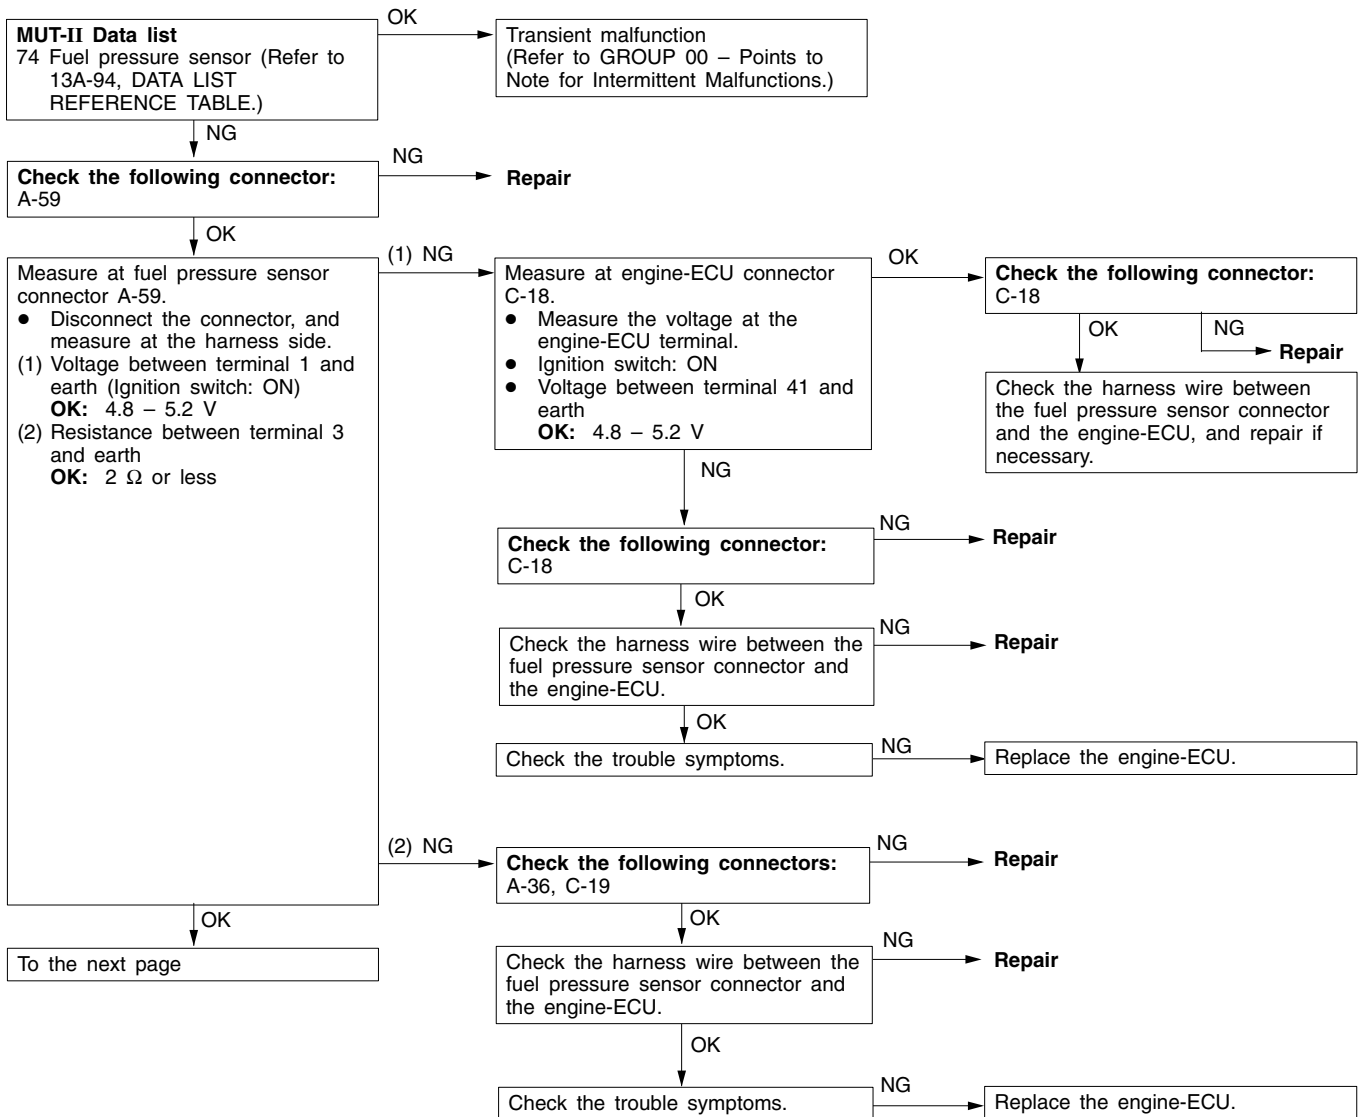 MUT-II Data list
74 Fuel pressure sensor (Refer to
13A-94, DATA LIST
REFERENCE TABLE.)
OK
Transient malfunction
(Refer to GROUP 00 – Points to
Note for Intermittent Malfunctions.)
NG
Check the following connector:
A-59
NG
Repair
OK
Measure at fuel pressure sensor
connector A-59.
● Disconnect the connector, and
measure at the harness side.
(1) Voltage between terminal 1 and
earth (Ignition switch: ON)
OK: 4.8 – 5.2 V
(2) Resistance between terminal 3
and earth
OK: 2 Ω or less
(1) NG
Measure at engine-ECU connector
C-18.
● Measure the voltage at the
engine-ECU terminal.
● Ignition switch: ON
● Voltage between terminal 41 and
earth
OK: 4.8 – 5.2 V
OK
Check the following connector:
C-18
OK
NG
Repair
Check the harness wire between
the fuel pressure sensor connector
and the engine-ECU, and repair if
necessary.
NG
Check the following connector:
C-18
NG
Repair
OK
Check the harness wire between the
fuel pressure sensor connector and
the engine-ECU.
NG
Repair
OK
Check the trouble symptoms.
NG
Replace the engine-ECU.
(2) NG
Check the following connectors:
A-36, C-19
NG
Repair
OK
Check the harness wire between the
fuel pressure sensor connector and
the engine-ECU.
NG
Repair
OK
Check the trouble symptoms.
NG
Replace the engine-ECU.
OK
To the next page